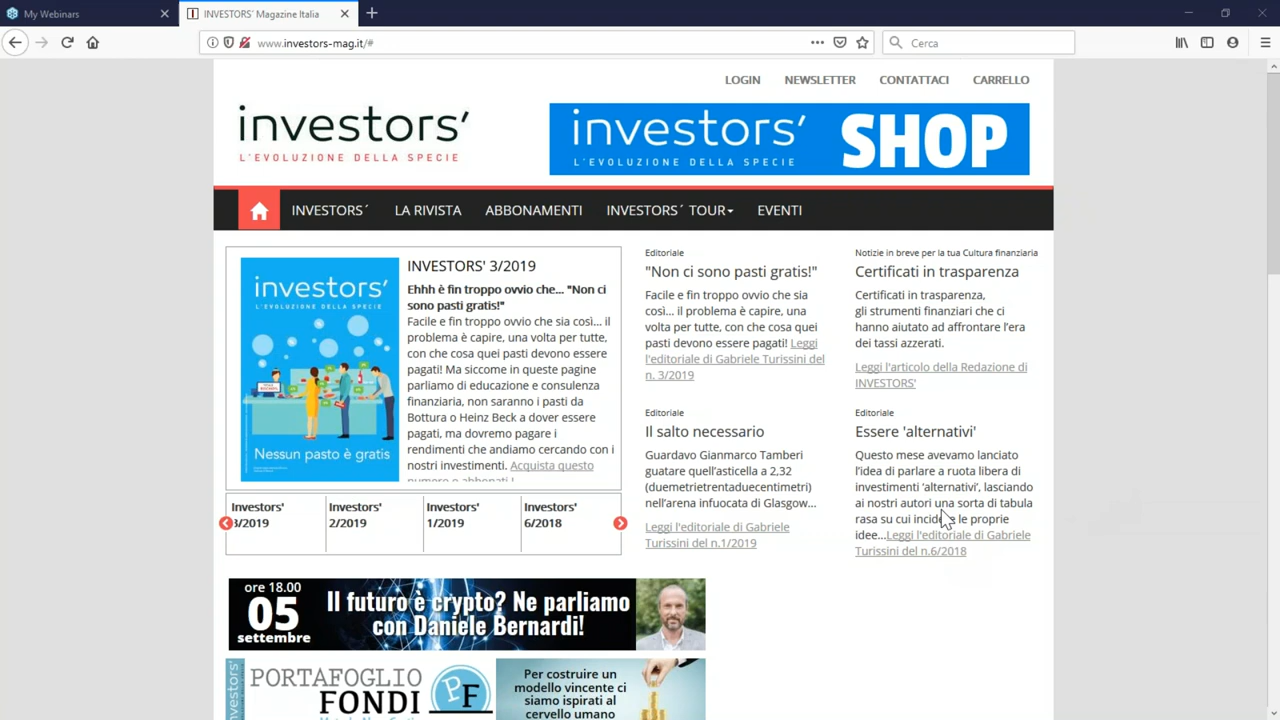 My Webinars
INVESTORS' Magazine Italia
www.investors-mag.it/#
Cerca
LOGIN NEWSLETTER CONTATTACI CARRELLO
investors'
L'EVOLUZIONE DELLA SPECIE
investors'
L'EVOLUZIONE DELLA SPECIE
SHOP
INVESTORS´ LA RIVISTA ABBONAMENTI INVESTORS´ TOUR EVENTI
investors'
L'EVOLUZIONE DELLA SPECIE
Nessun pasto è gratis
INVESTORS' 3/2019
Ehhh è fin troppo ovvio che... "Non ci
sono pasti gratis!"
Facile e fin troppo ovvio che sia così... il
problema è capire, una volta per tutte,
con che cosa quei pasti devono essere
pagati! Ma siccome in queste pagine
parliamo di educazione e consulenza
finanziaria, non saranno i pasti da
Bottura o Heinz Beck a dover essere
pagati, ma dovremo pagare i
rendimenti che andiamo cercando con i
nostri investimenti. Acquista questo
numero e abbonati !
Investors'
3/2019
Investors'
2/2019
Investors'
1/2019
Investors'
6/2018
Editoriale
"Non ci sono pasti gratis!"
Facile e fin troppo ovvio che sia
così... il problema è capire, una
volta per tutte, con che cosa quei
pasti devono essere pagati! Leggi
l'editoriale di Gabriele Turissini del
n. 3/2019
Notizie in breve per la tua Cultura finanziaria
Certificati in trasparenza
Certificati in trasparenza,
gli strumenti finanziari che ci
hanno aiutato ad affrontare l'era
dei tassi azzerati.
Leggi l'articolo della Redazione di
INVESTORS'
Editoriale
Il salto necessario
Guardavo Gianmarco Tamberi
guatare quell'asticella a 2,32
(duemetrietrentaduecentimetri)
nell'arena infuocata di Glasgow...
Leggi l'editoriale di Gabriele
Turissini del n.1/2019
Editoriale
Essere 'alternativi'
Questo mese avevamo lanciato
l'idea di parlare a ruota libera di
investimenti 'alternativi', lasciando
ai nostri autori una sorta di tabula
rasa su cui incidere le proprie
idee...Leggi l'editoriale di Gabriele
Turissini del n.6/2018
ore 18.00
05
settembre
Il futuro è crypto? Ne parliamo
con Daniele Bernardi!
investors'
PORTAFOGLIO
FONDI
PF
Per costruire un
modello vincente ci
siamo ispirati al
cervello umano